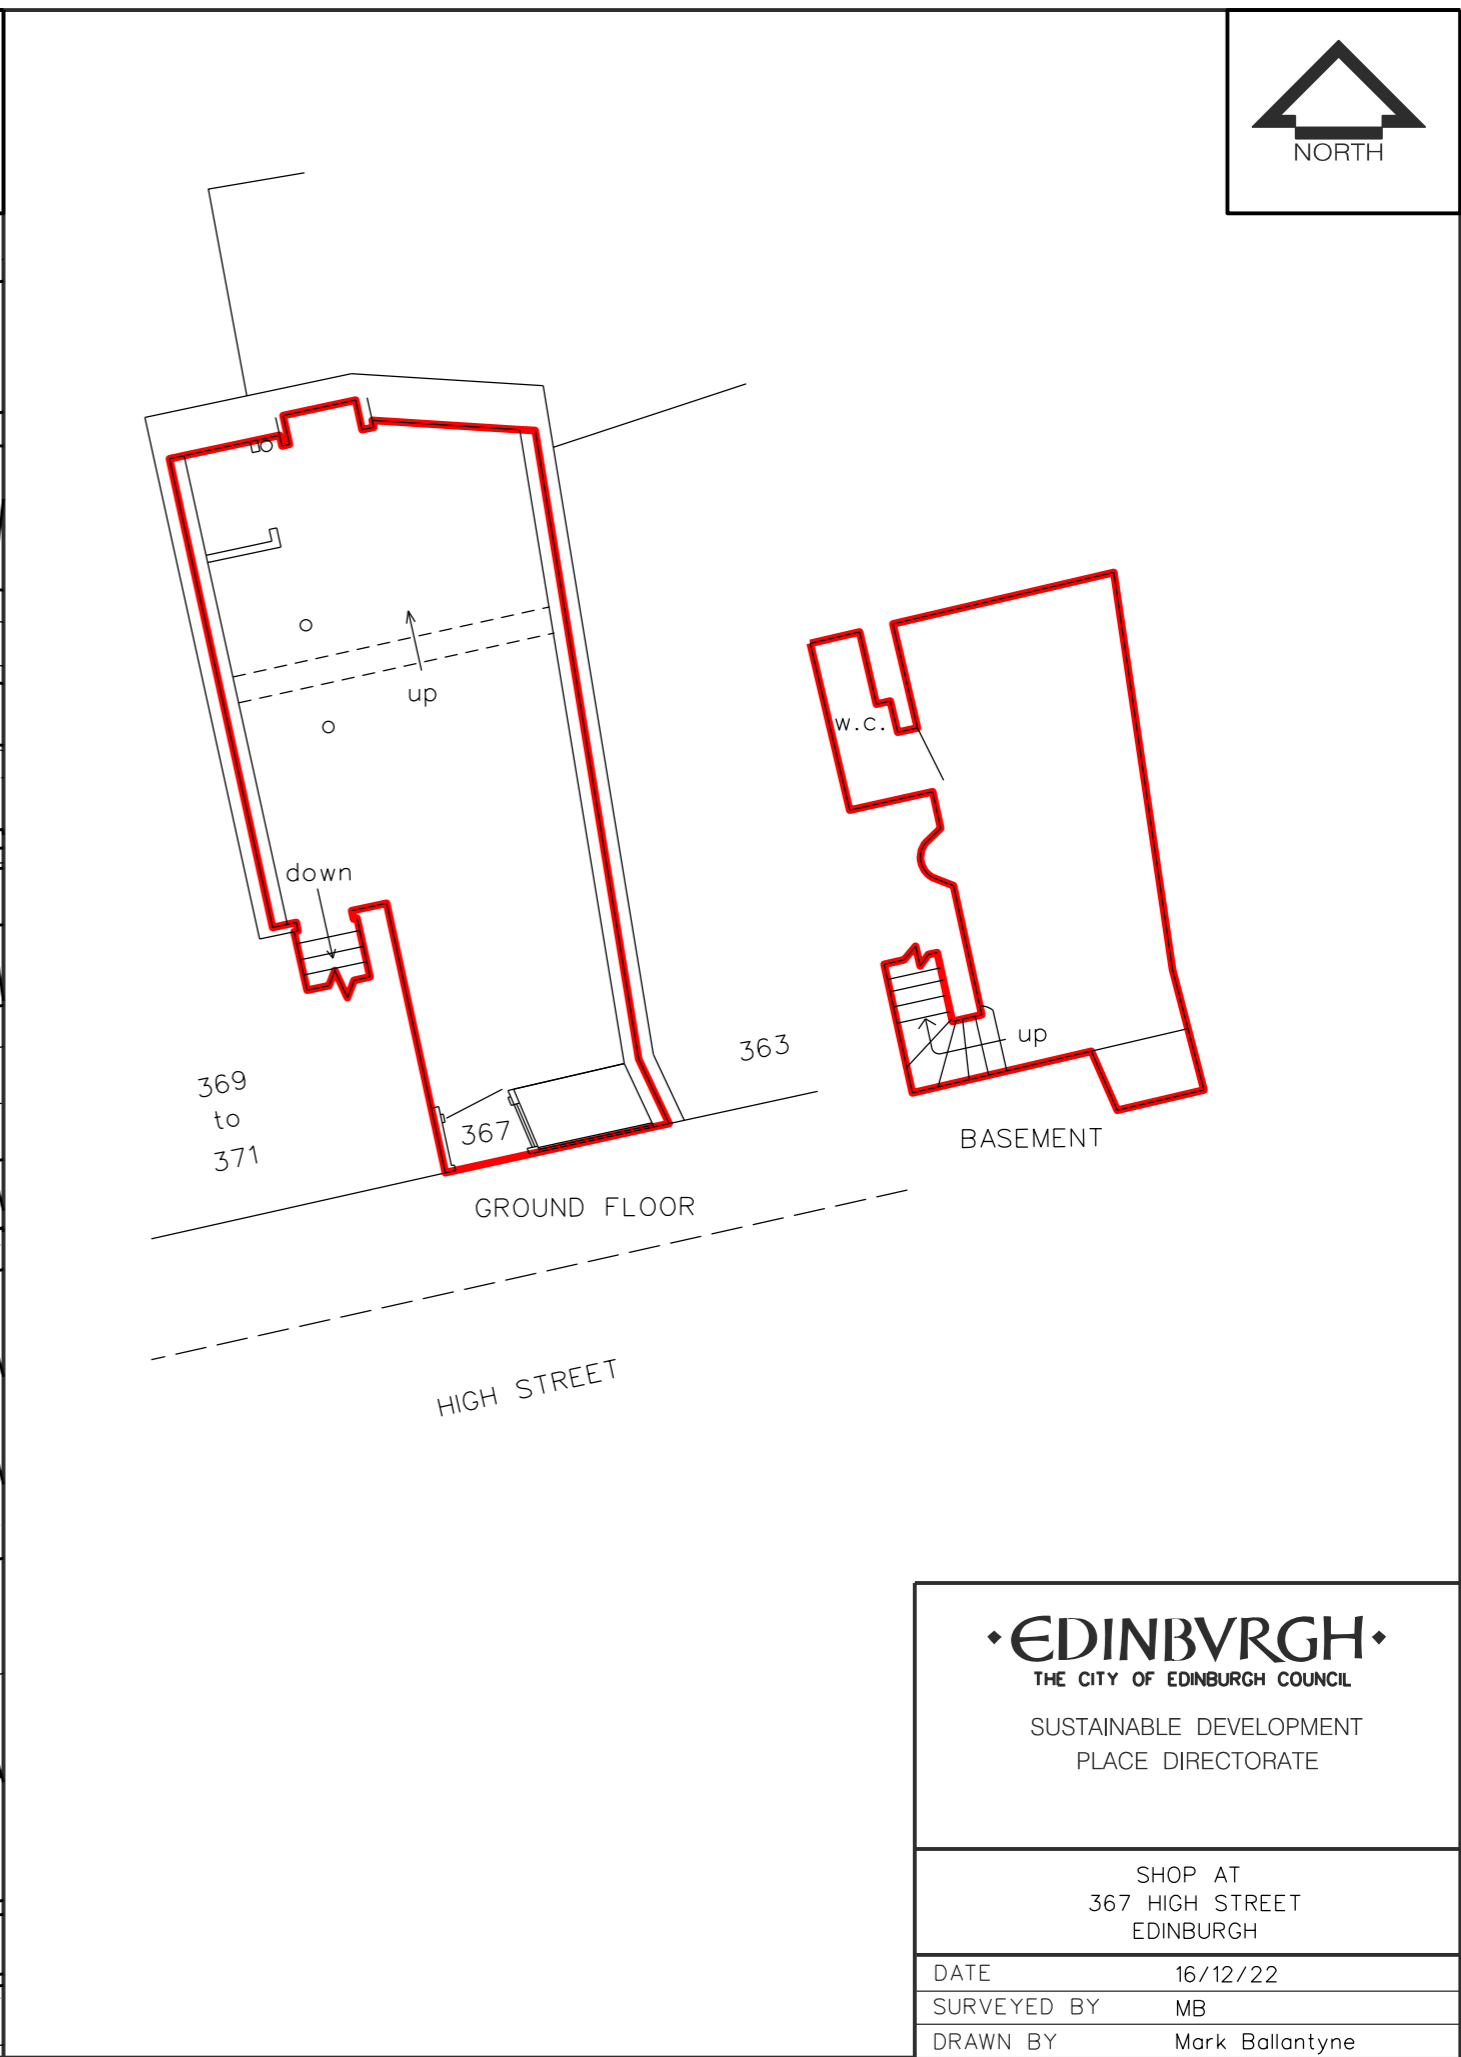 NORTH
up
w.c.
down
up
363
369
to
371
367
BASEMENT
GROUND FLOOR
HIGH STREET
·EDINBVRGH·
THE CITY OF EDINBURGH COUNCIL
SUSTAINABLE DEVELOPMENT
PLACE DIRECTORATE
SHOP AT
367 HIGH STREET
EDINBURGH
DATE 16/12/22
SURVEYED BY MB
DRAWN BY Mark Ballantyne